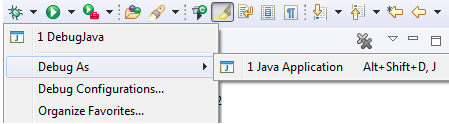 1 DebugJava
Debug As
1 Java Application Alt+Shift+D, J
Debug Configurations...
Organize Favorites...